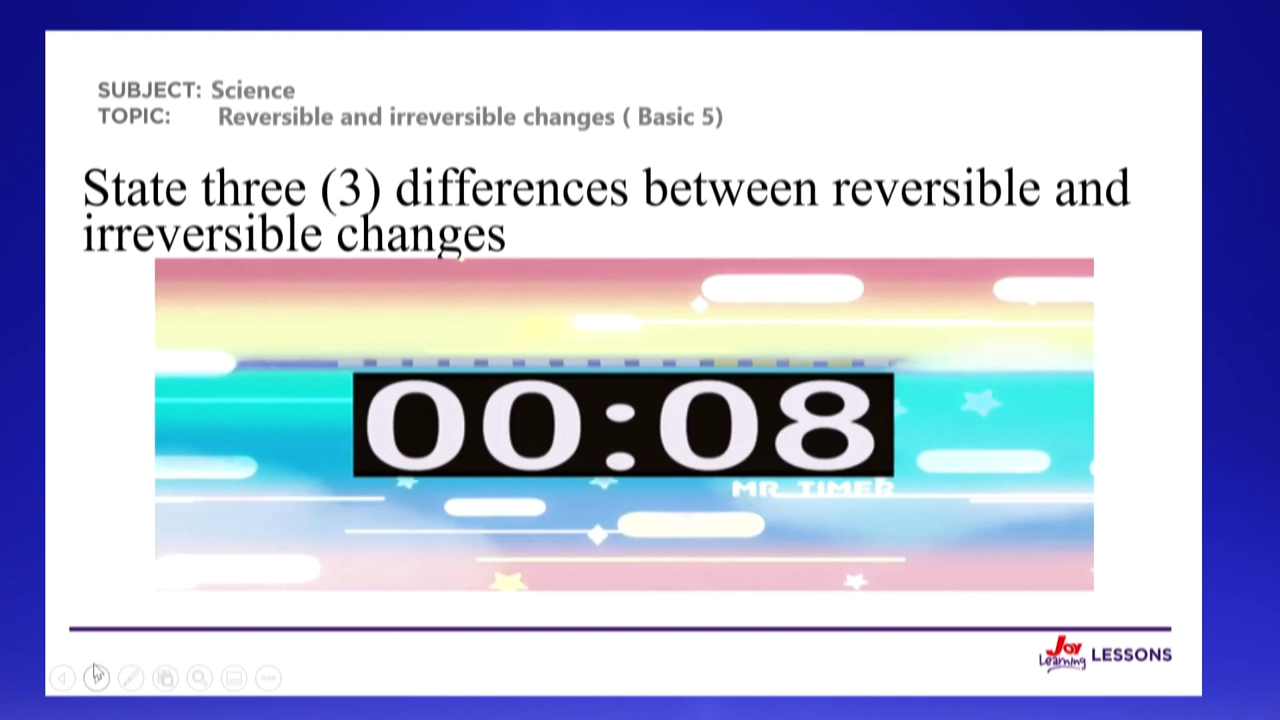 SUBJECT: Science
TOPIC: Reversible and irreversible changes ( Basic 5)
State three (3) differences between reversible and
irreversible changes
00:08
MR. TIMER
Joy Learning LESSONS